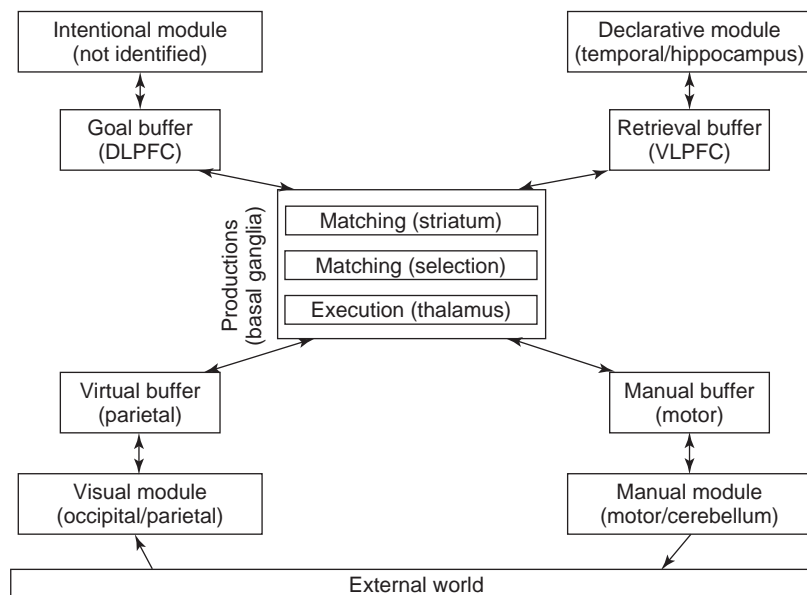 Intentional module
(not identified)
Declarative module
(temporal/hippocampus)
Goal buffer
(DLPFC)
Retrieval buffer
(VLPFC)
Productions
(basal ganglia)
Matching (striatum)
Matching (selection)
Execution (thalamus)
Virtual buffer
(parietal)
Manual buffer
(motor)
Visual module
(occipital/parietal)
Manual module
(motor/cerebellum)
External world